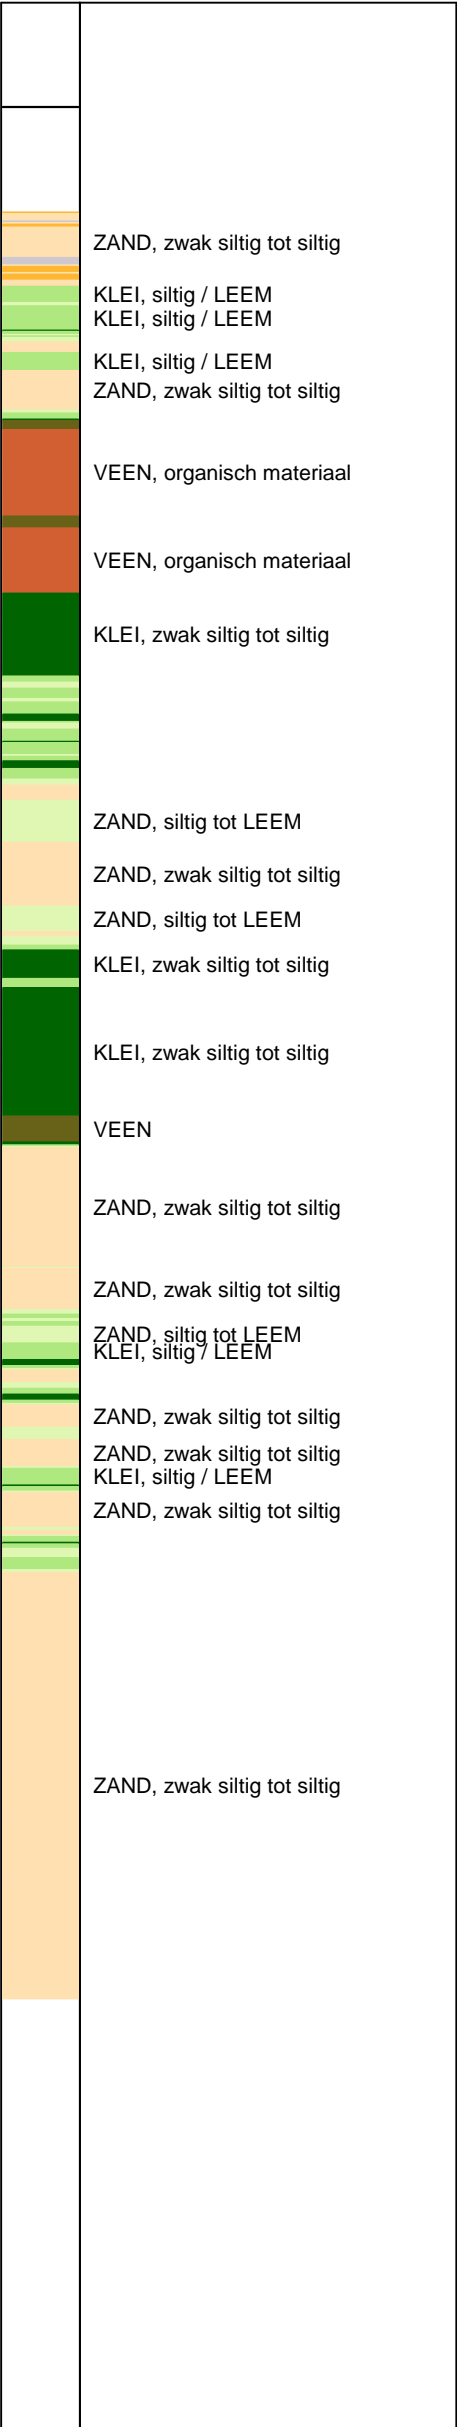 ZAND, zwak siltig tot siltig
KLEI, siltig / LEEM
KLEI, siltig / LEEM
KLEI, siltig / LEEM
ZAND, zwak siltig tot siltig
VEEN, organisch materiaal
VEEN, organisch materiaal
KLEI, zwak siltig tot siltig
ZAND, siltig tot LEEM
ZAND, zwak siltig tot siltig
ZAND, siltig tot LEEM
KLEI, zwak siltig tot siltig
KLEI, zwak siltig tot siltig
VEEN
ZAND, zwak siltig tot siltig
ZAND, zwak siltig tot siltig
ZAND, siltig tot LEEM
KLEI, siltig / LEEM
ZAND, zwak siltig tot siltig
ZAND, zwak siltig tot siltig
KLEI, siltig / LEEM
ZAND, zwak siltig tot siltig
ZAND, zwak siltig tot siltig